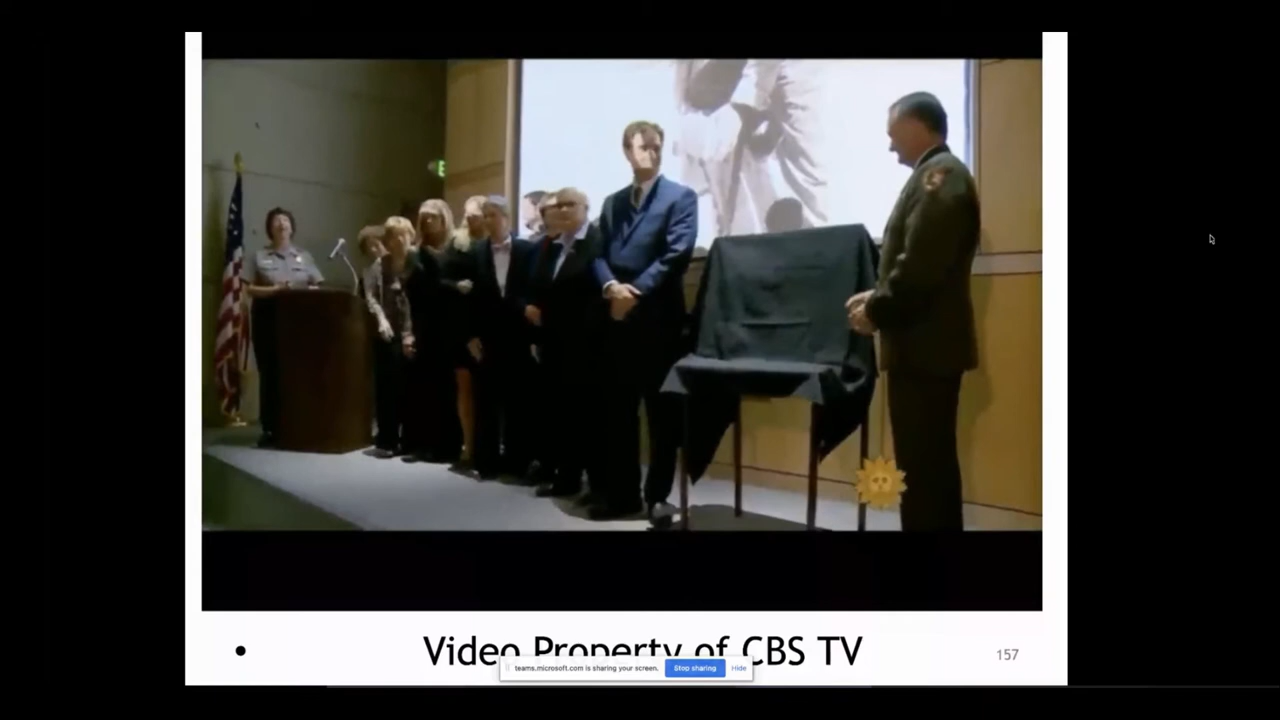 • Video Property of CBS TV
157
teams.microsoft.com is sharing your screen. Stop sharing Hide